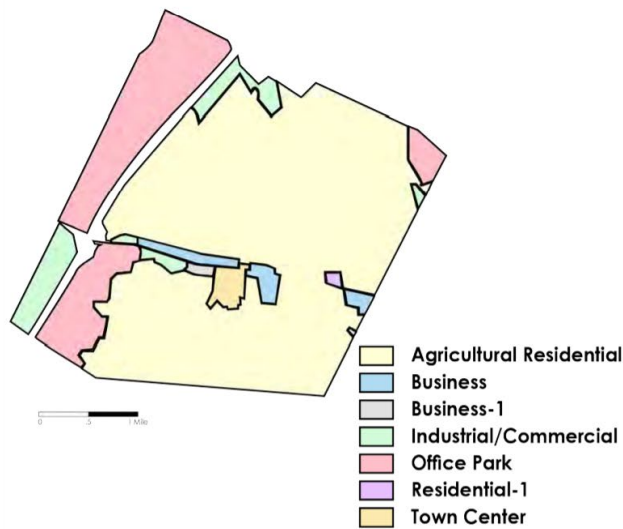 Agricultural Residential
Business
Business-1
Industrial/Commercial
Office Park
Residential-1
Town Center
0 .5 1 Mile